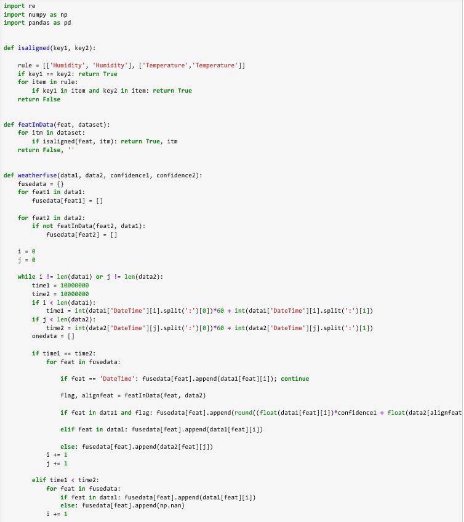 import re
import numpy as np
import pandas as pd
def isaligned(key1, key2):
rule = [['Humidity', 'Humidity'], ['Temperature','Temperature']]
if key1 == key2: return True
for item in rule:
if key1 in item and key2 in item: return True
return False
def featInData(feat, dataset):
for itm in dataset:
if isaligned(feat, itm): return True, itm
return False, ''
def weatherfuse(data1, data2, confidence1, confidence2):
fusedata = {}
for feat1 in data1:
fusedata[feat1] = []
for feat2 in data2:
if not featInData(feat2, data1):
fusedata[feat2] = []
i = 0
j = 0
while i != len(data1) or j != len(data2):
time1 = 10000000
time2 = 10000000
if i < len(data1):
time1 = int(data1['DateTime'][i].split(':')[0])*60 + int(data1['DateTime'][i].split(':')[1])
if j < len(data2):
time2 = int(data2['DateTime'][j].split(':')[0])*60 + int(data2['DateTime'][j].split(':')[1])
onedata = []
if time1 == time2:
for feat in fusedata:
if feat == 'DateTime': fusedata[feat].append(data1[feat][i]); continue
flag, alignfeat = featInData(feat, data2)
if feat in data1 and flag: fusedata[feat].append(round((float(data1[feat][i])*confidence1 + float(data2[alignfeat
elif feat in data1: fusedata[feat].append(data1[feat][i])
else: fusedata[feat].append(data2[feat][j])
i += 1
j += 1
elif time1 < time2:
for feat in fusedata:
if feat in data1: fusedata[feat].append(data1[feat][i])
else: fusedata[feat].append(np.nan)
i += 1